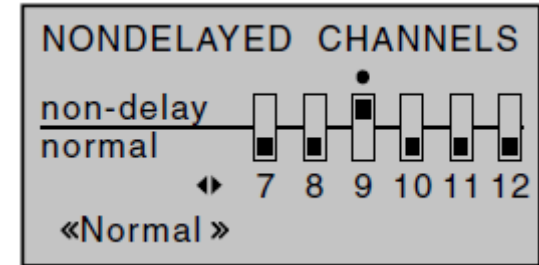 NONDELAYED CHANNELS
non-delay
normal
7 8 9 10 11 12
«Normal»